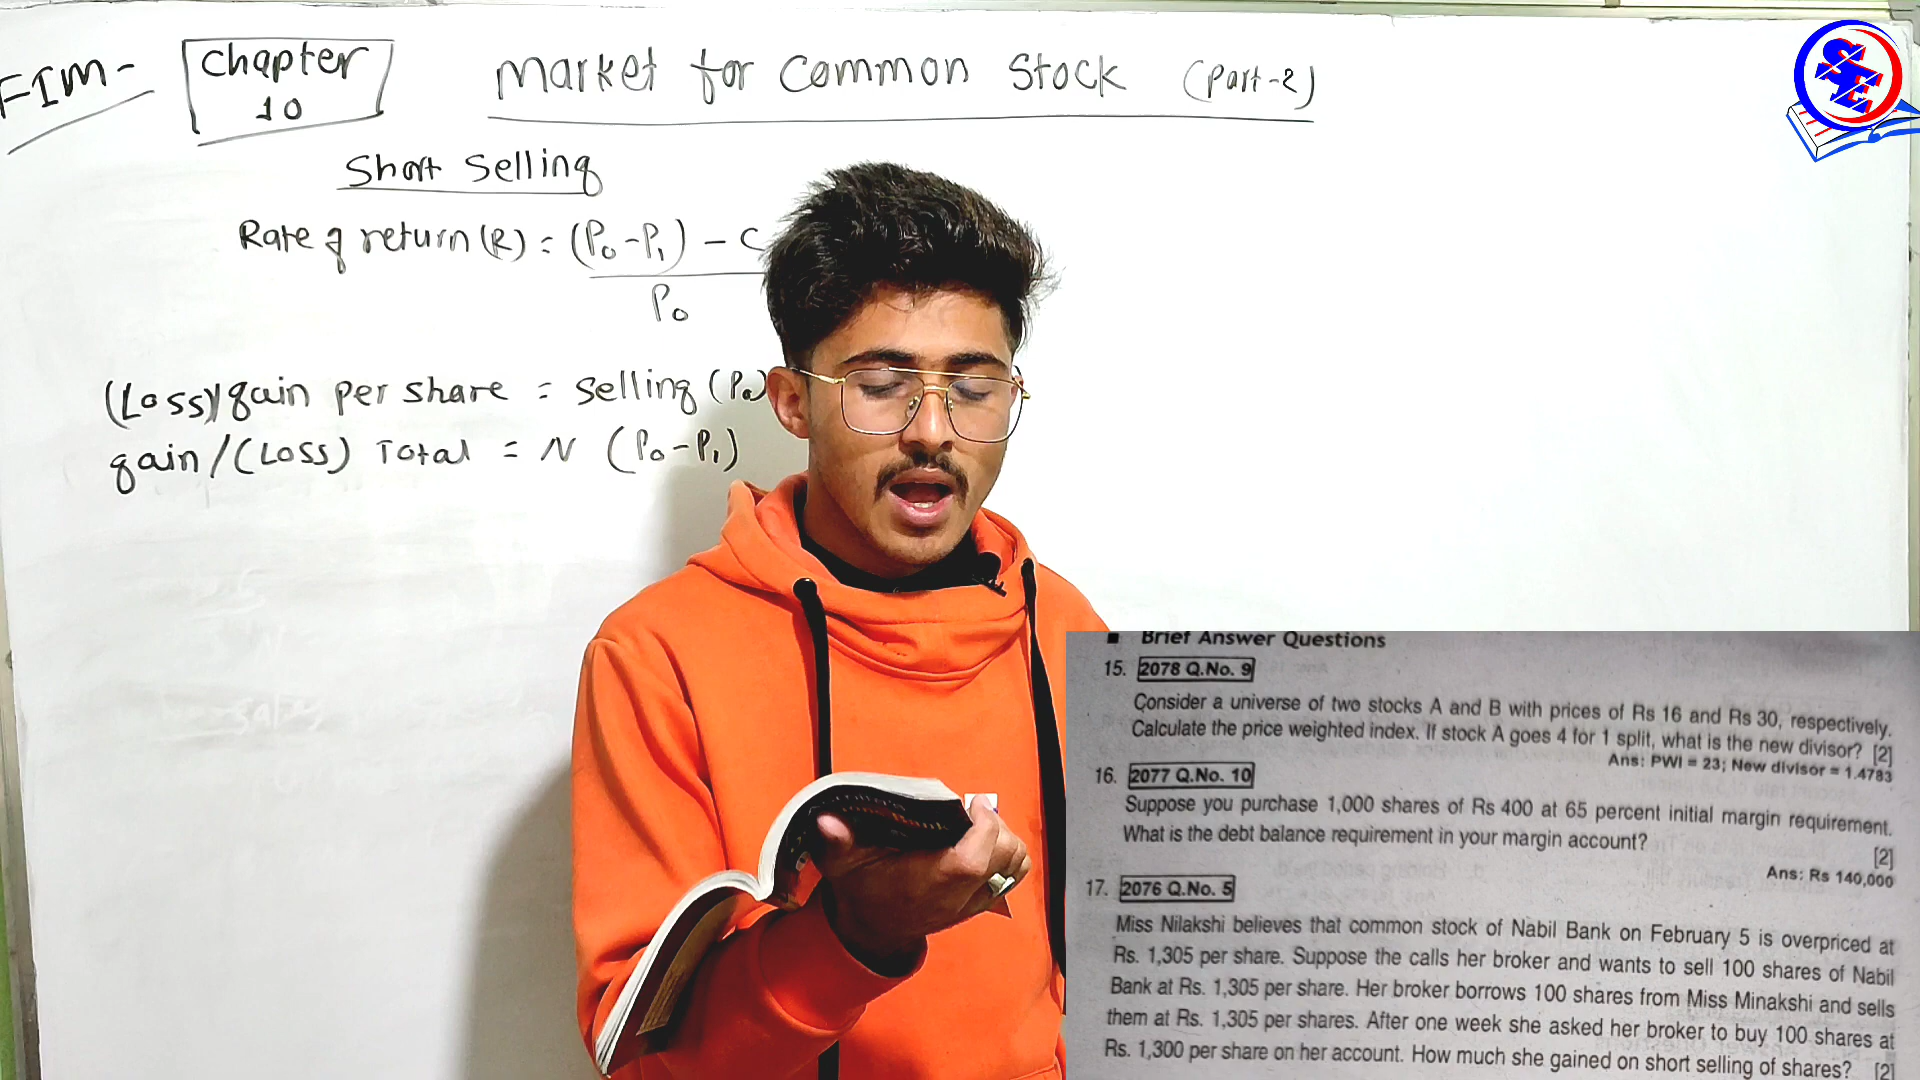 FIM-
Chapter
10
Market for Common Stock (Part-2)
Short Selling
Rate of return (R) = (P0-P1) - C
P0
(Loss)/gain per share = Selling (P0)
gain/(Loss) Total = N (P0-P1)
Brief Answer Questions
15. 2078 Q.No. 9
Consider a universe of two stocks A and B with prices of Rs 16 and Rs 30, respectively.
Calculate the price weighted index. If stock A goes 4 for 1 split, what is the new divisor? [2]
Ans: PWI = 23; New divisor = 1.4783
16. 2077 Q.No. 10
Suppose you purchase 1,000 shares of Rs 400 at 65 percent initial margin requirement.
What is the debt balance requirement in your margin account?
[2]
Ans: Rs 140,000
17. 2076 Q.No. 5
Miss Nilakshi believes that common stock of Nabil Bank on February 5 is overpriced at
Rs. 1,305 per share. Suppose the calls her broker and wants to sell 100 shares of Nabil
Bank at Rs. 1,305 per share. Her broker borrows 100 shares from Miss Minakshi and sells
them at Rs. 1,305 per shares. After one week she asked her broker to buy 100 shares at
Rs. 1,300 per share on her account. How much she gained on short selling of shares? [2]